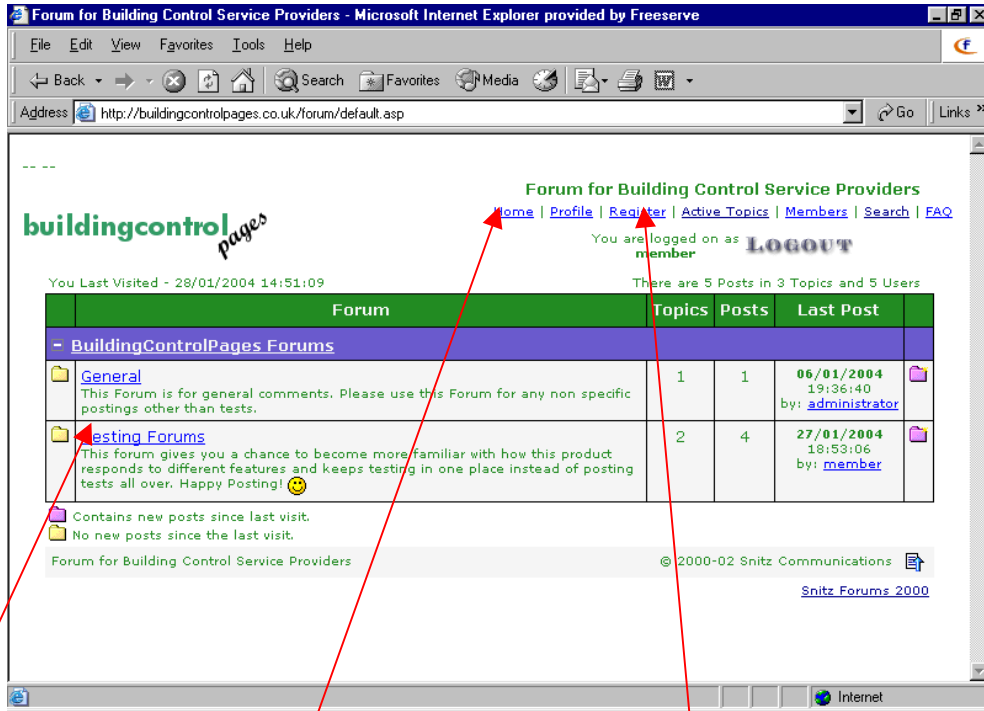 Forum for Building Control Service Providers - Microsoft Internet Explorer provided by Freeserve
File Edit View Favorites Tools Help
Back Search Favorites Media
Address http://buildingcontrolpages.co.uk/forum/default.asp Go Links »
-- --
Forum for Building Control Service Providers
buildingcontrol pages
Home | Profile | Register | Active Topics | Members | Search | FAQ
You are logged on as
member
LOGOUT
You Last Visited - 28/01/2004 14:51:09
There are 5 Posts in 3 Topics and 5 Users
Forum Topics Posts Last Post
BuildingControlPages Forums
General
This Forum is for general comments. Please use this Forum for any non specific
postings other than tests.
1 1 06/01/2004
19:36:40
by: administrator
Testing Forums
This forum gives you a chance to become more familiar with how this product
responds to different features and keeps testing in one place instead of posting
tests all over. Happy Posting!
2 4 27/01/2004
18:53:06
by: member
Contains new posts since last visit.
No new posts since the last visit.
Forum for Building Control Service Providers
© 2000-02 Snitz Communications
Snitz Forums 2000
Internet